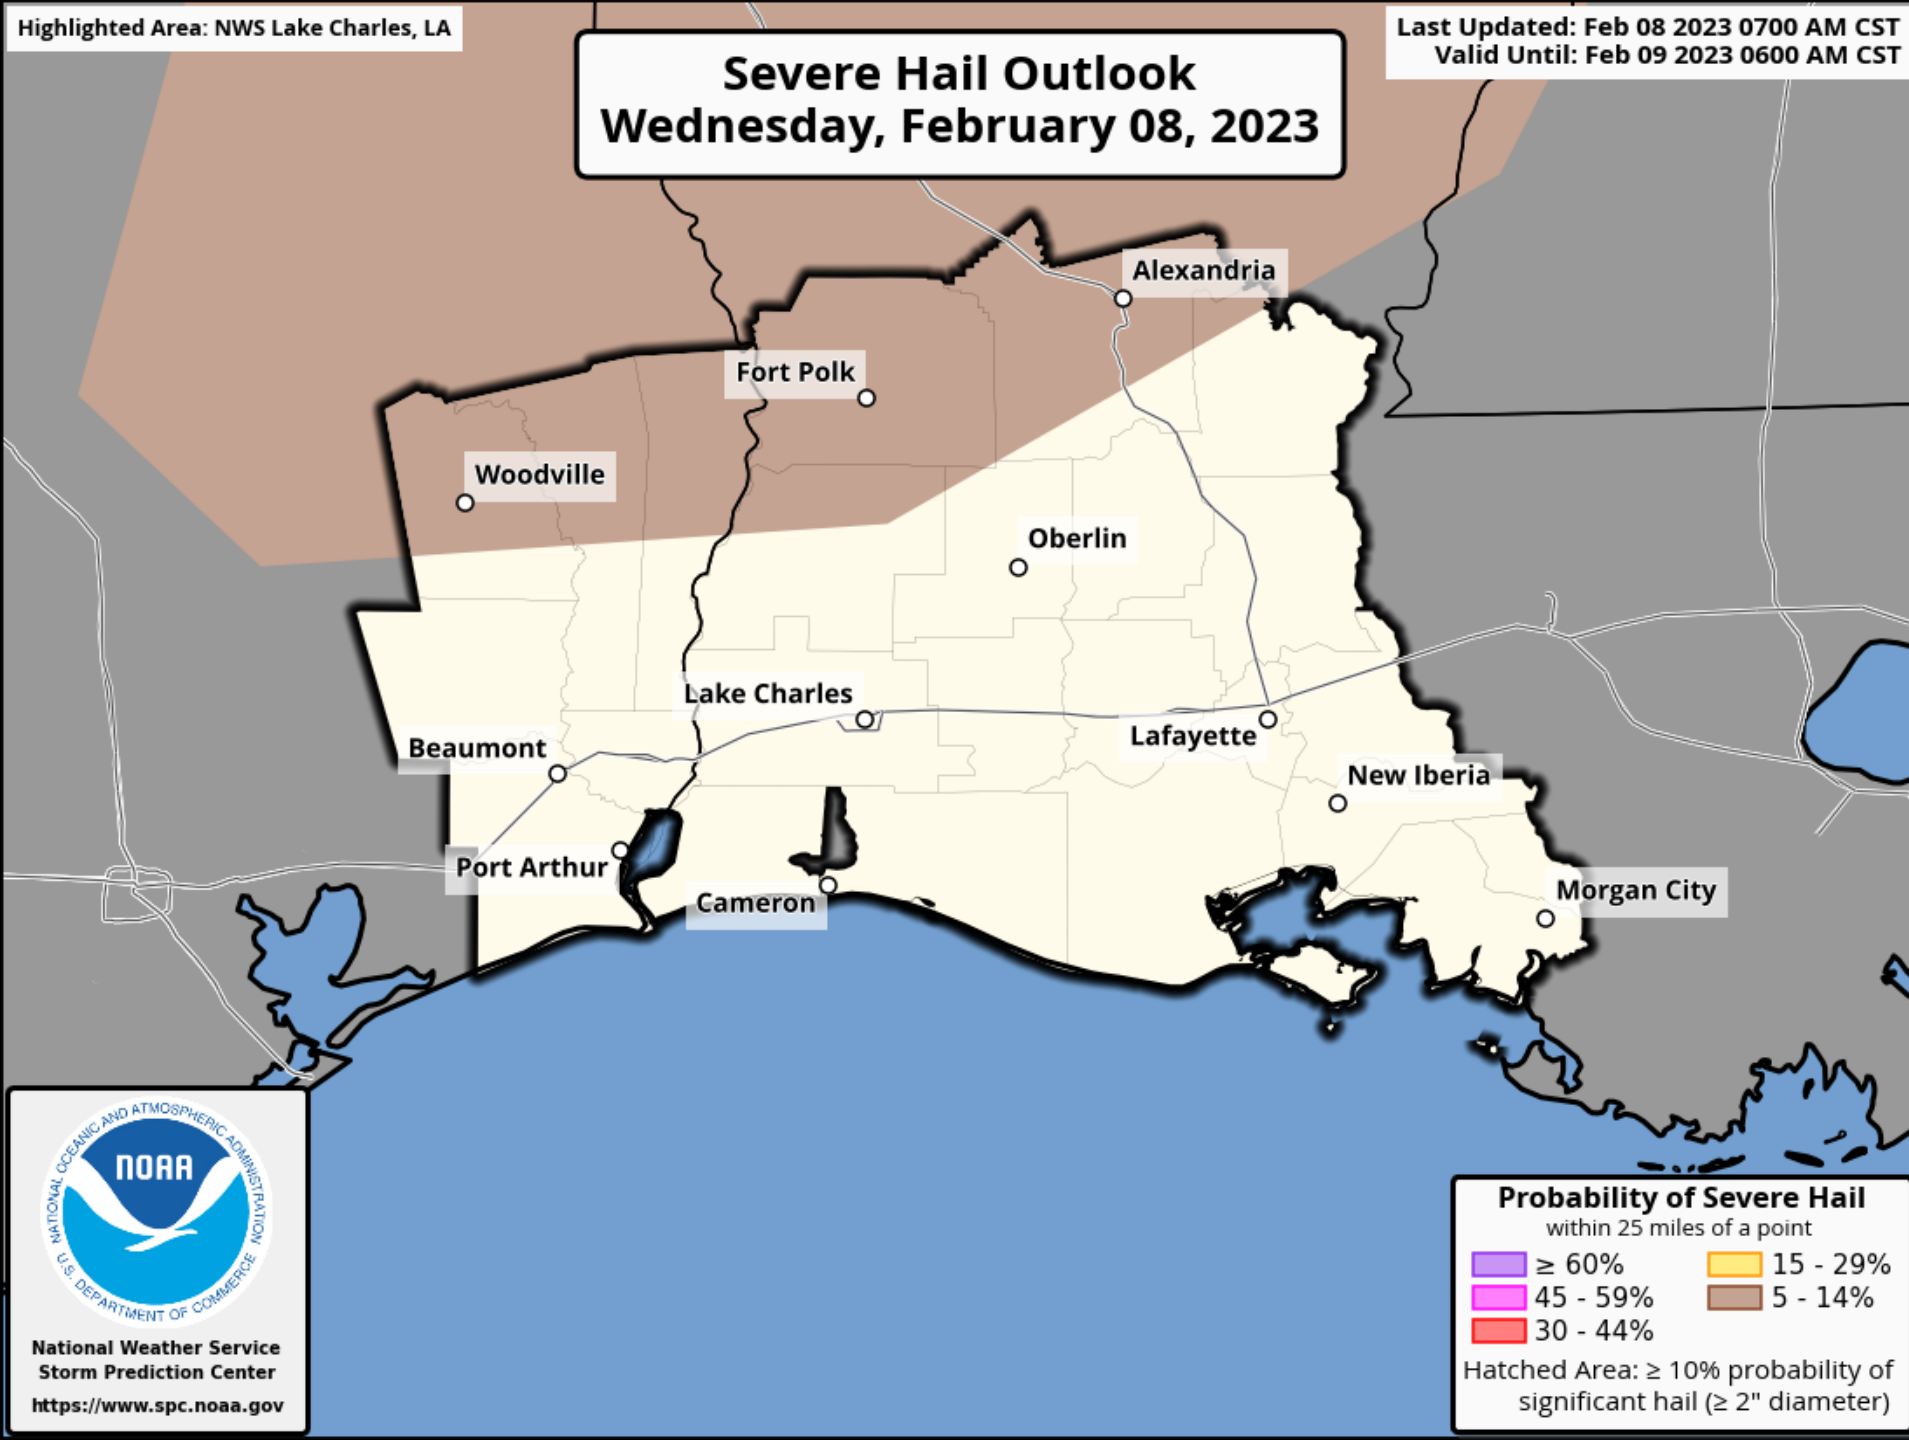 Highlighted Area: NWS Lake Charles, LA
Severe Hail Outlook
Wednesday, February 08, 2023
Last Updated: Feb 08 2023 0700 AM CST
Valid Until: Feb 09 2023 0600 AM CST
Alexandria
Fort Polk
Woodville
Oberlin
Lake Charles
Lafayette
Beaumont
New Iberia
Port Arthur
Cameron
Morgan City
NATIONAL OCEANIC AND ATMOSPHERIC ADMINISTRATION
NOAA
U.S. DEPARTMENT OF COMMERCE
National Weather Service
Storm Prediction Center
https://www.spc.noaa.gov
Probability of Severe Hail
within 25 miles of a point
≥ 60%
15 - 29%
45 - 59%
5 - 14%
30 - 44%
Hatched Area: ≥ 10% probability of
significant hail (≥ 2" diameter)